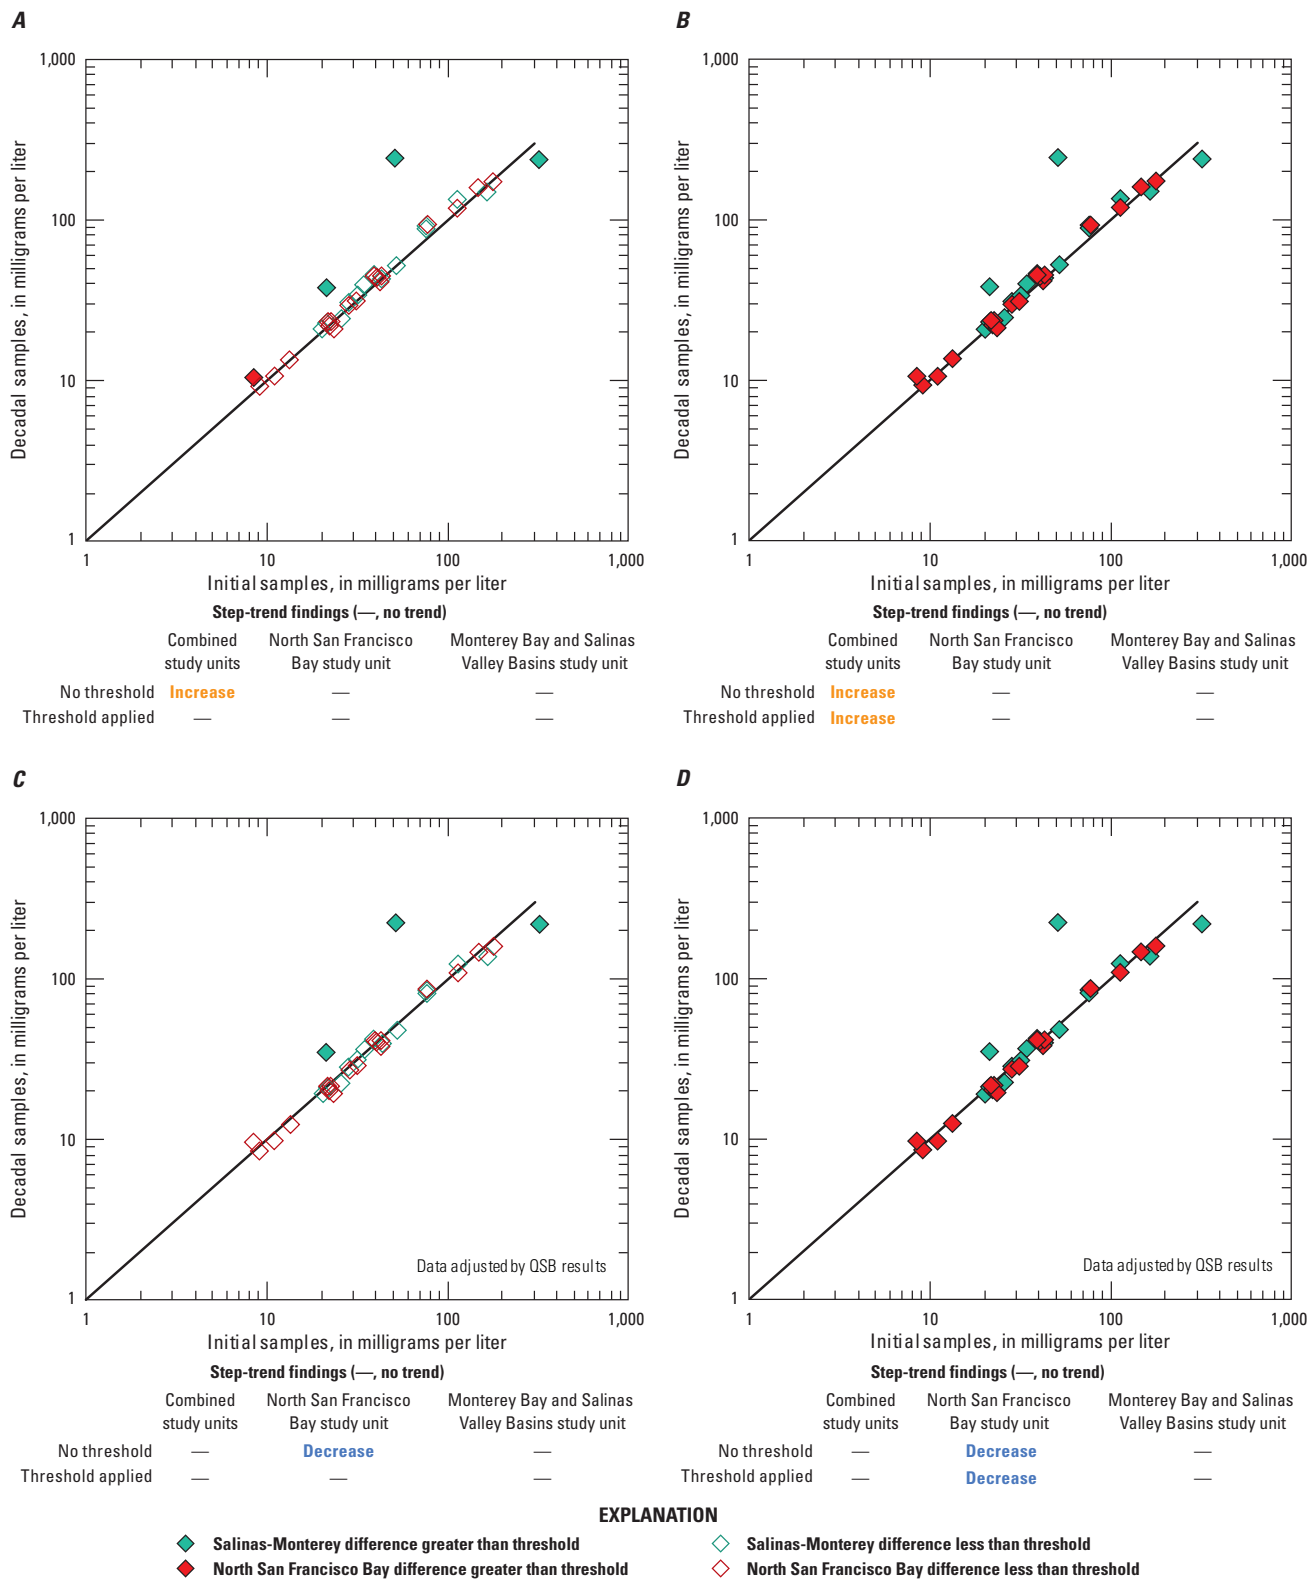 A
B
1,000
100
10
1
Decadal samples, in milligrams per liter
1 10 100 1,000
Initial samples, in milligrams per liter
Step-trend findings (—, no trend)
Combined study units
North San Francisco Bay study unit
Monterey Bay and Salinas Valley Basins study unit
No threshold Increase — —
Threshold applied — — —
1,000
100
10
1
Decadal samples, in milligrams per liter
1 10 100 1,000
Initial samples, in milligrams per liter
Step-trend findings (—, no trend)
Combined study units
North San Francisco Bay study unit
Monterey Bay and Salinas Valley Basins study unit
No threshold Increase — —
Threshold applied Increase — —
C
D
1,000
100
10
1
Decadal samples, in milligrams per liter
Data adjusted by QSB results
1 10 100 1,000
Initial samples, in milligrams per liter
Step-trend findings (—, no trend)
Combined study units
North San Francisco Bay study unit
Monterey Bay and Salinas Valley Basins study unit
No threshold — Decrease —
Threshold applied — — —
1,000
100
10
1
Decadal samples, in milligrams per liter
Data adjusted by QSB results
1 10 100 1,000
Initial samples, in milligrams per liter
Step-trend findings (—, no trend)
Combined study units
North San Francisco Bay study unit
Monterey Bay and Salinas Valley Basins study unit
No threshold — Decrease —
Threshold applied — Decrease —
EXPLANATION
Salinas-Monterey difference greater than threshold
North San Francisco Bay difference greater than threshold
Salinas-Monterey difference less than threshold
North San Francisco Bay difference less than threshold